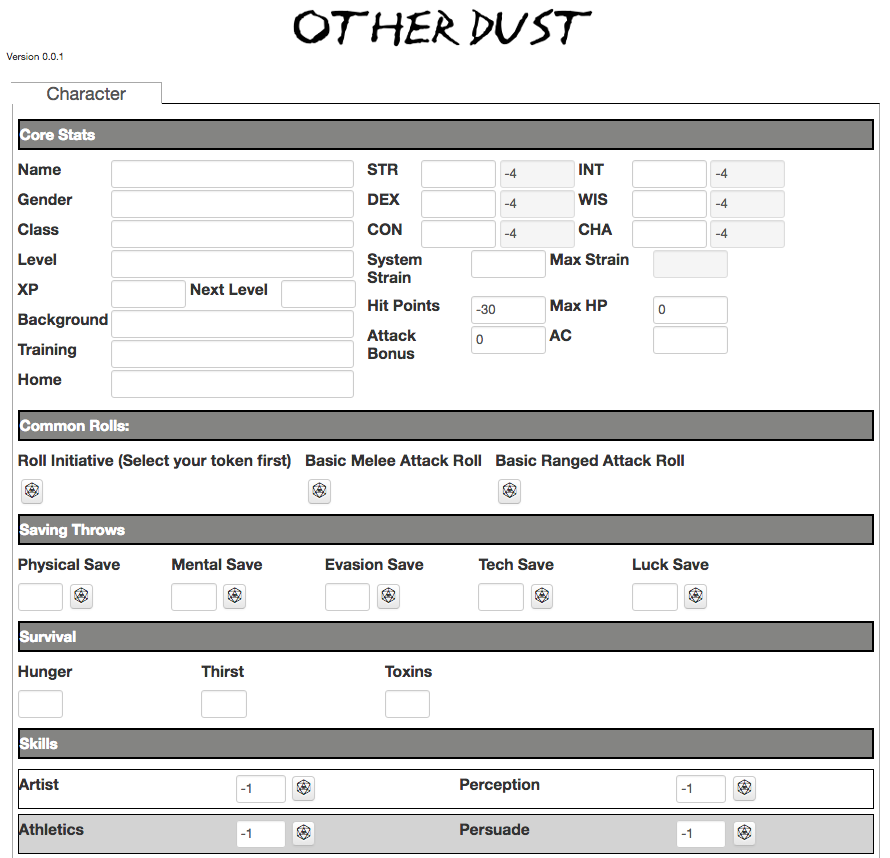 OTHER DUST
Version 0.0.1
Character
Core Stats
Name STR -4 INT -4
Gender DEX -4 WIS -4
Class CON -4 CHA -4
Level System Strain Max Strain
XP Next Level
Hit Points -30 Max HP 0
Background
Attack Bonus 0 AC
Training
Home
Common Rolls:
Roll Initiative (Select your token first) Basic Melee Attack Roll Basic Ranged Attack Roll
Saving Throws
Physical Save Mental Save Evasion Save Tech Save Luck Save
Survival
Hunger Thirst Toxins
Skills
Artist -1 Perception -1
Athletics -1 Persuade -1